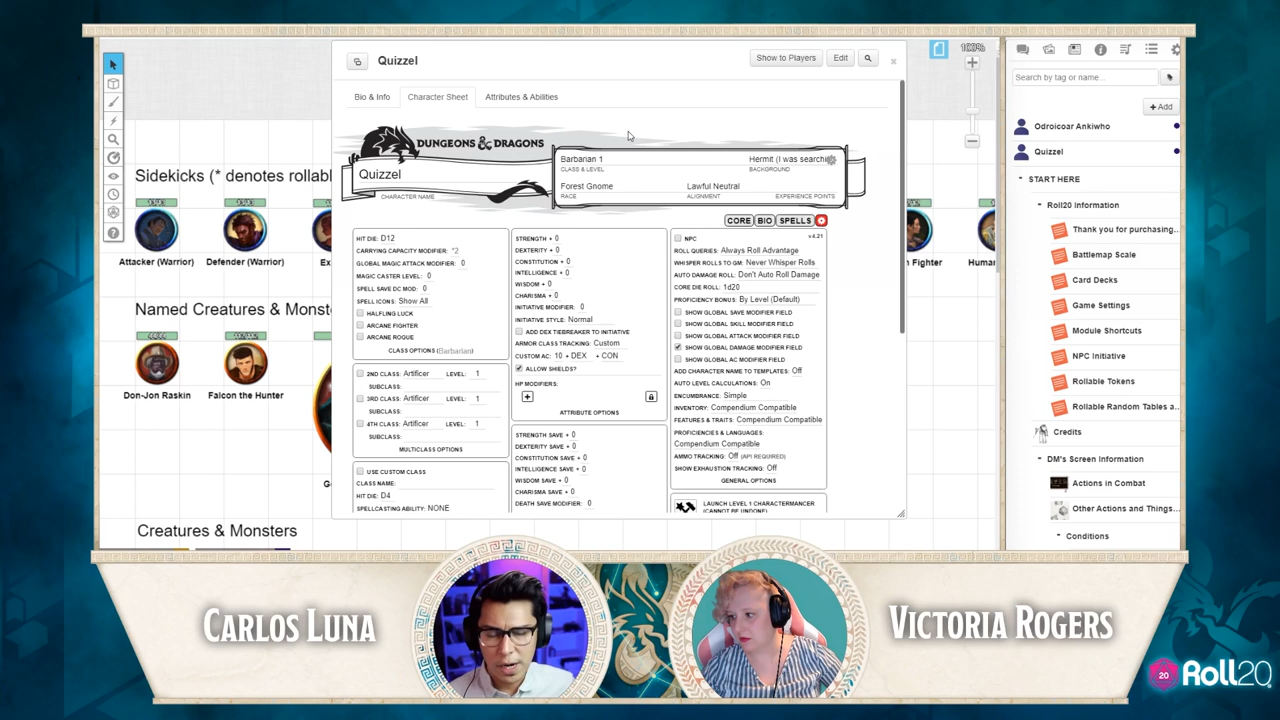 Quizzel
Show to Players
Edit
100%
Search by tag or name...
+ Add
Bio & Info
Character Sheet
Attributes & Abilities
Odroicoar Ankiwho
Quizzel
START HERE
Roll20 Information
Thank you for purchasing...
Battlemap Scale
Card Decks
Game Settings
Module Shortcuts
NPC Initiative
Rollable Tokens
Rollable Random Tables a...
Credits
DM's Screen Information
Actions in Combat
Other Actions and Things...
Conditions
Sidekicks (* denotes rollabl
Attacker (Warrior)
Defender (Warrior)
Ex
n Fighter
Human
Named Creatures & Monst
Don-Jon Raskin
Falcon the Hunter
Creatures & Monsters
DUNGEONS & DRAGONS
Quizzel
CHARACTER NAME
Barbarian 1
Hermit (I was searchi
CLASS & LEVEL
BACKGROUND
Forest Gnome
Lawful Neutral
RACE
ALIGNMENT
EXPERIENCE POINTS
CORE
BIO
SPELLS
HIT DIE: D12
CARRYING CAPACITY MODIFIER: *2
GLOBAL MAGIC ATTACK MODIFIER: 0
MAGIC CASTER LEVEL: 0
SPELL SAVE DC MOD: 0
SPELL ICONS: Show All
HALFLING LUCK
ARCANE FIGHTER
ARCANE ROGUE
CLASS OPTIONS (Barbarian)
2ND CLASS: Artificer LEVEL: 1
SUBCLASS:
3RD CLASS: Artificer LEVEL: 1
SUBCLASS:
4TH CLASS: Artificer LEVEL: 1
SUBCLASS:
MULTICLASS OPTIONS
USE CUSTOM CLASS
CLASS NAME:
HIT DIE: D4
SPELLCASTING ABILITY: NONE
STRENGTH + 0
DEXTERITY + 0
CONSTITUTION + 0
INTELLIGENCE + 0
WISDOM + 0
CHARISMA + 0
INITIATIVE MODIFIER: 0
INITIATIVE STYLE: Normal
ADD DEX TIEBREAKER TO INITIATIVE
ARMOR CLASS TRACKING: Custom
CUSTOM AC: 10 + DEX + CON
ALLOW SHIELDS?
HP MODIFIERS:
ATTRIBUTE OPTIONS
STRENGTH SAVE + 0
DEXTERITY SAVE + 0
CONSTITUTION SAVE + 0
INTELLIGENCE SAVE + 0
WISDOM SAVE + 0
CHARISMA SAVE + 0
DEATH SAVE MODIFIER: 0
NPC
v4.21
ROLL QUERIES: Always Roll Advantage
WHISPER ROLLS TO GM: Never Whisper Rolls
AUTO DAMAGE ROLL: Don't Auto Roll Damage
CORE DIE ROLL: 1d20
PROFICIENCY BONUS: By Level (Default)
SHOW GLOBAL SAVE MODIFIER FIELD
SHOW GLOBAL SKILL MODIFIER FIELD
SHOW GLOBAL ATTACK MODIFIER FIELD
SHOW GLOBAL DAMAGE MODIFIER FIELD
SHOW GLOBAL AC MODIFIER FIELD
ADD CHARACTER NAME TO TEMPLATES: Off
AUTO LEVEL CALCULATIONS: On
ENCUMBRANCE: Simple
INVENTORY: Compendium Compatible
FEATURES & TRAITS: Compendium Compatible
PROFICIENCIES & LANGUAGES:
Compendium Compatible
AMMO TRACKING: Off (API REQUIRED)
SHOW EXHAUSTION TRACKING: Off
GENERAL OPTIONS
LAUNCH LEVEL 1 CHARACTERMANCER
(CANNOT BE UNDONE)
CARLOS LUNA
VICTORIA ROGERS
20
Roll20